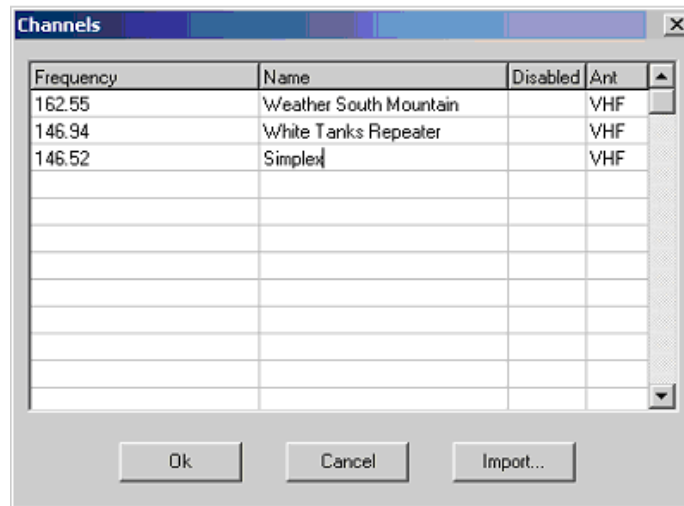 Channels
Frequency Name Disabled Ant
162.55 Weather South Mountain VHF
146.94 White Tanks Repeater VHF
146.52 Simplex VHF
Ok Cancel Import...